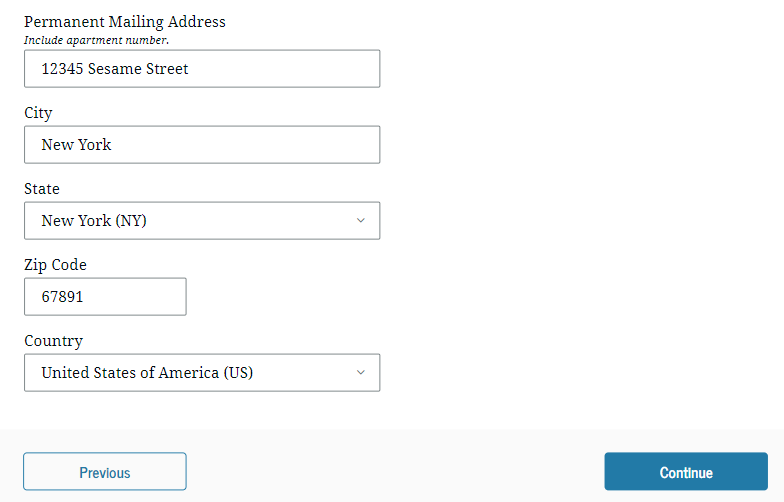 Permanent Mailing Address
Include apartment number.
12345 Sesame Street
City
New York
State
New York (NY)
Zip Code
67891
Country
United States of America (US)
Previous
Continue